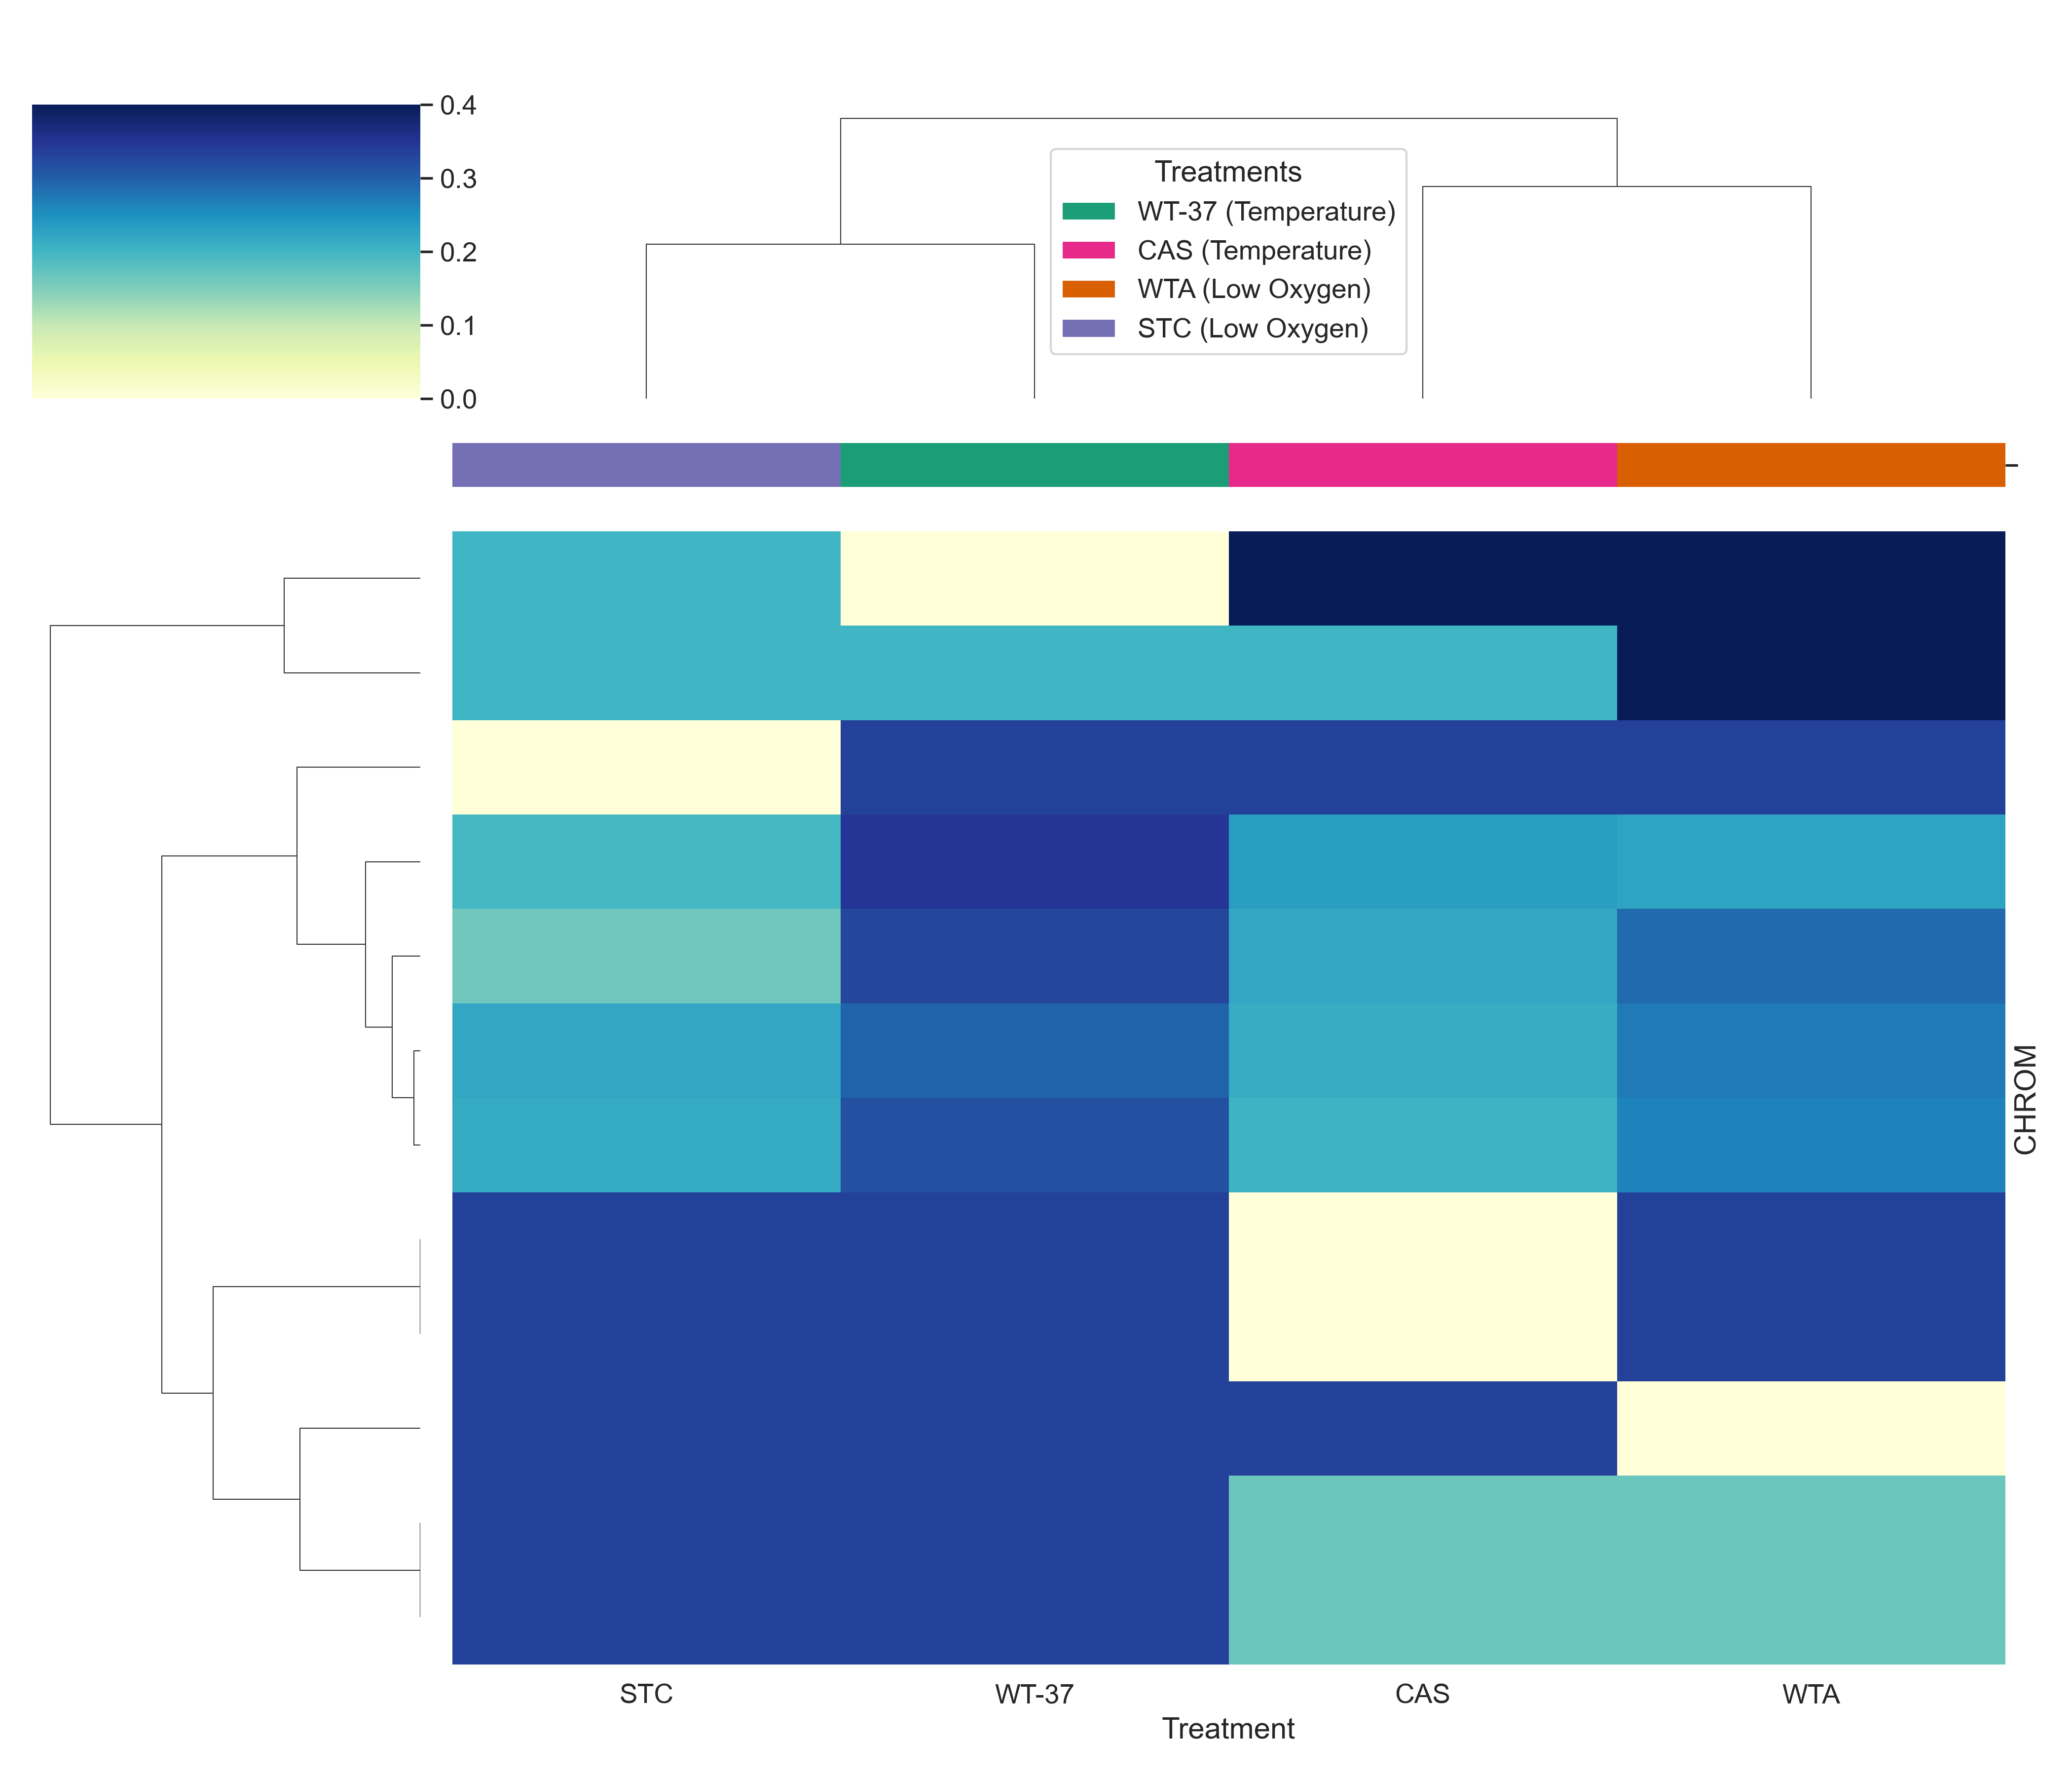 0.4
0.3
0.2
0.1
0.0
Treatments
WT-37 (Temperature)
CAS (Temperature)
WTA (Low Oxygen)
STC (Low Oxygen)
CHROM
STC
WT-37
CAS
WTA
Treatment